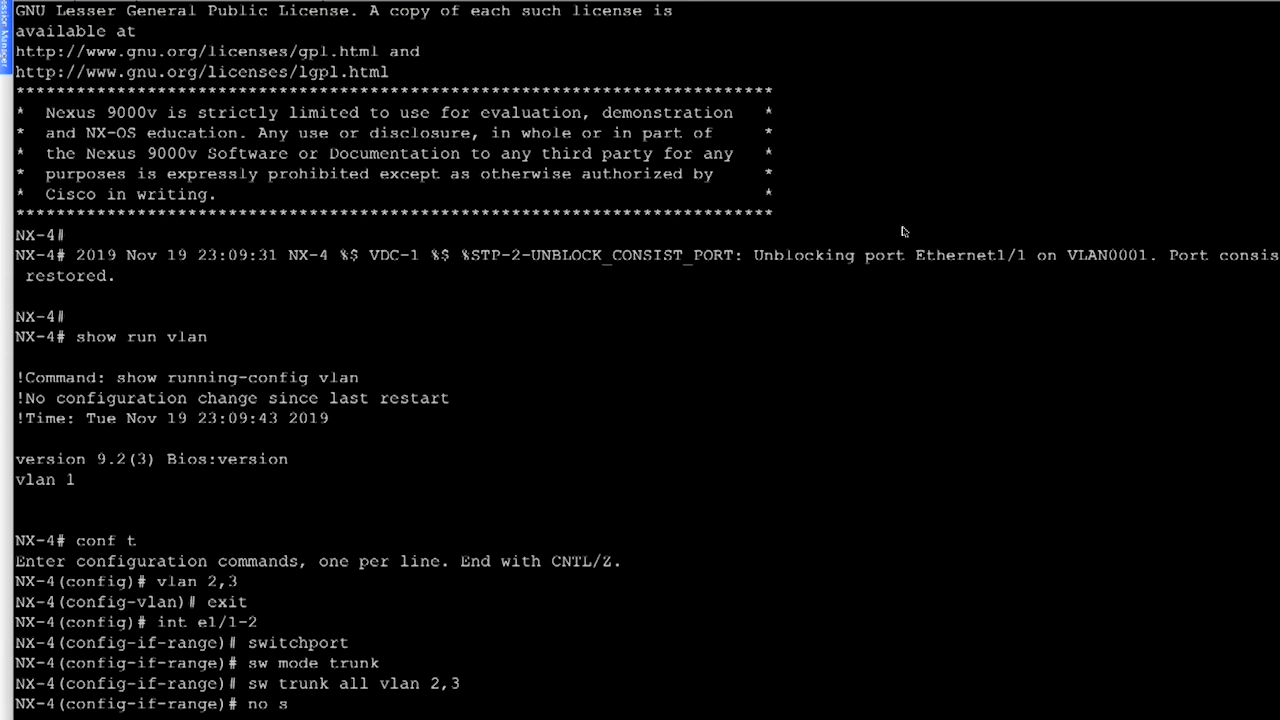 ssion Manager
GNU Lesser General Public License. A copy of each such license is
available at
http://www.gnu.org/licenses/gpl.html and
http://www.gnu.org/licenses/lgpl.html
***************************************************************************
*  Nexus 9000v is strictly limited to use for evaluation, demonstration   *
*  and NX-OS education. Any use or disclosure, in whole or in part of     *
*  the Nexus 9000v Software or Documentation to any third party for any   *
*  purposes is expressly prohibited except as otherwise authorized by     *
*  Cisco in writing.                                                      *
***************************************************************************
NX-4#
NX-4# 2019 Nov 19 23:09:31 NX-4 %$ VDC-1 %$ %STP-2-UNBLOCK_CONSIST_PORT: Unblocking port Ethernet1/1 on VLAN0001. Port consis
 restored.
NX-4#
NX-4# show run vlan
!Command: show running-config vlan
!No configuration change since last restart
!Time: Tue Nov 19 23:09:43 2019
version 9.2(3) Bios:version
vlan 1
NX-4# conf t
Enter configuration commands, one per line. End with CNTL/Z.
NX-4(config)# vlan 2,3
NX-4(config-vlan)# exit
NX-4(config)# int e1/1-2
NX-4(config-if-range)# switchport
NX-4(config-if-range)# sw mode trunk
NX-4(config-if-range)# sw trunk all vlan 2,3
NX-4(config-if-range)# no s